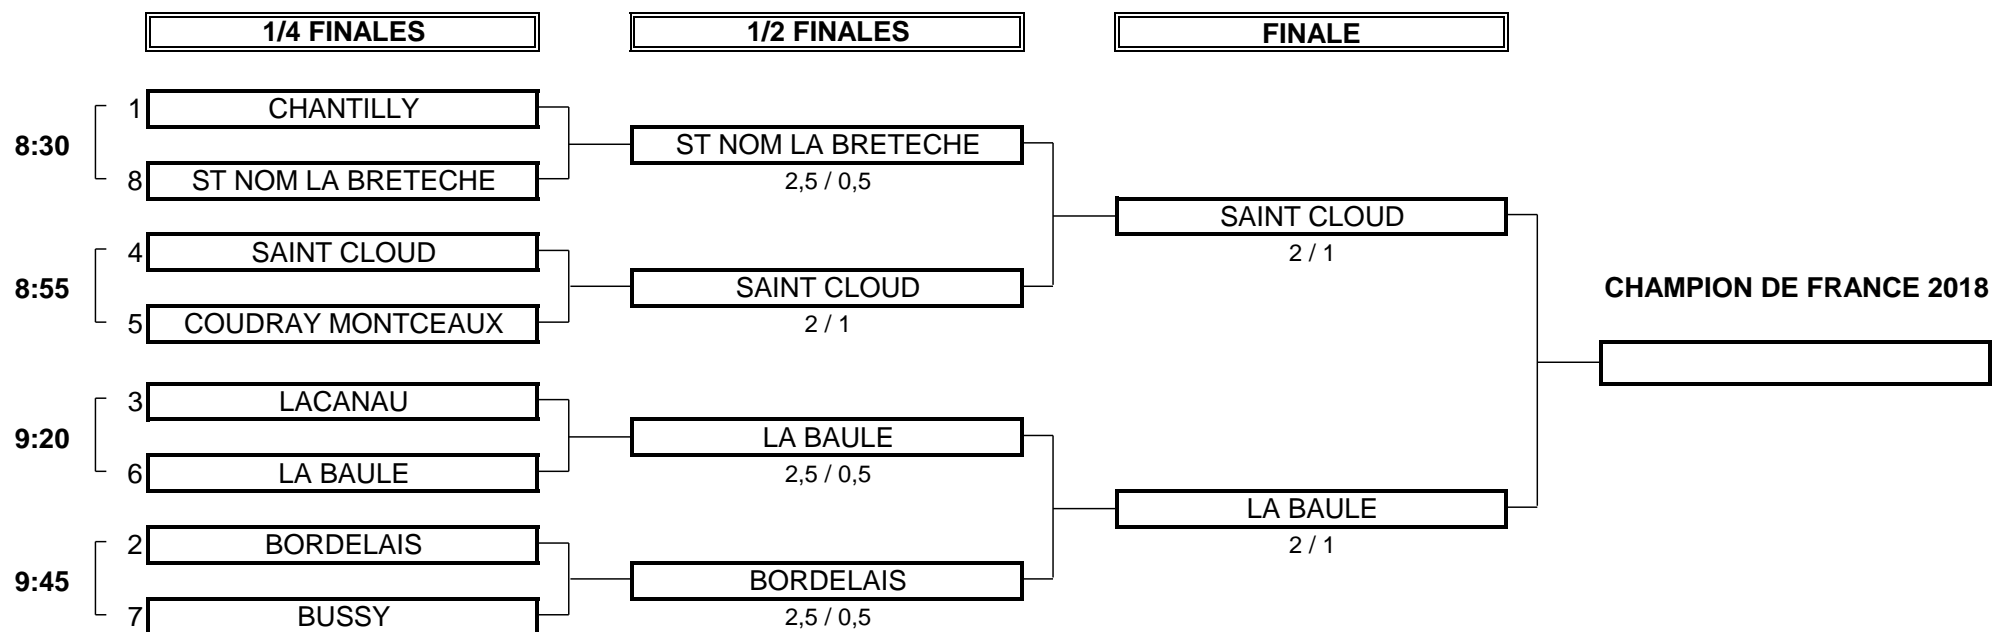 1/4 FINALES
1/2 FINALES
FINALE
8:30
1 CHANTILLY
8 ST NOM LA BRETECHE
8:55
4 SAINT CLOUD
5 COUDRAY MONTCEAUX
9:20
3 LACANAU
6 LA BAULE
9:45
2 BORDELAIS
7 BUSSY
ST NOM LA BRETECHE
2,5 / 0,5
SAINT CLOUD
2 / 1
LA BAULE
2,5 / 0,5
BORDELAIS
2,5 / 0,5
SAINT CLOUD
2 / 1
LA BAULE
2 / 1
CHAMPION DE FRANCE 2018